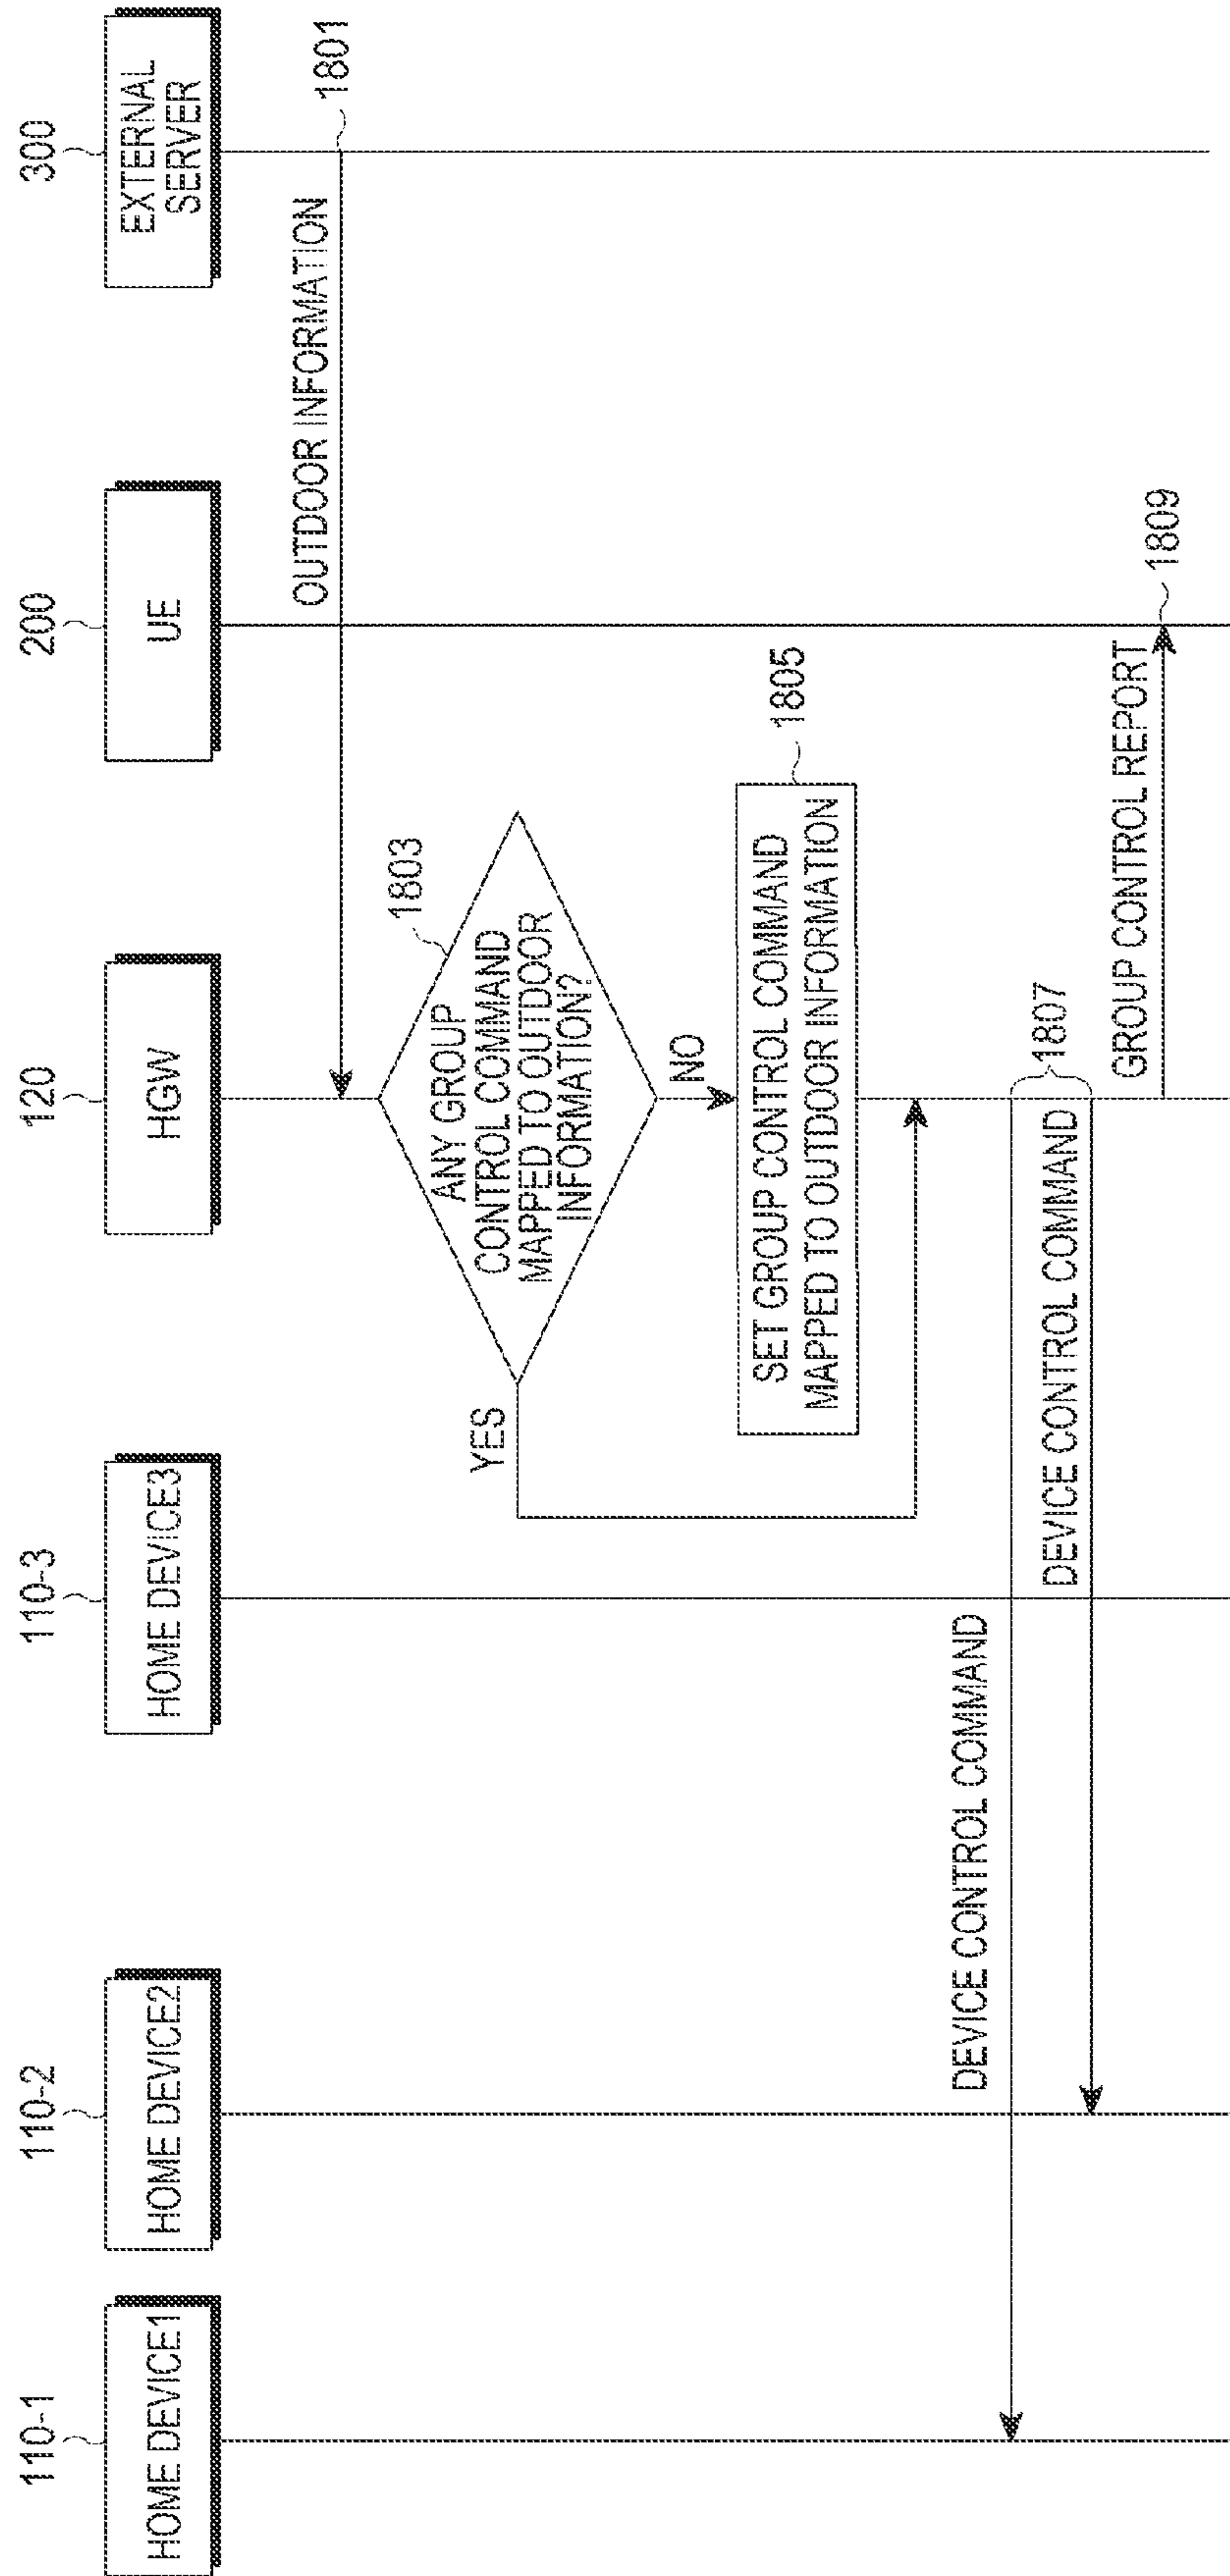 110-1
110-2
110-3
120
200
300
HOME DEVICE1
HOME DEVICE2
HOME DEVICE3
HGW
UE
EXTERNAL
SERVER
OUTDOOR INFORMATION
1801
1803
ANY GROUP
CONTROL COMMAND
MAPPED TO OUTDOOR
INFORMATION?
YES
NO
1805
SET GROUP CONTROL COMMAND
MAPPED TO OUTDOOR INFORMATION
DEVICE CONTROL COMMAND
DEVICE CONTROL COMMAND
1807
GROUP CONTROL REPORT
1809